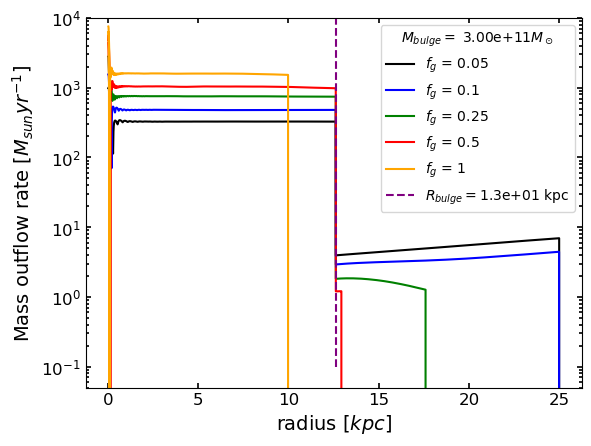 Mass outflow rate [M_sun yr^-1]
10^4
10^3
10^2
10^1
10^0
10^-1
M_bulge = 3.00e+11M_⊙
f_g = 0.05
f_g = 0.1
f_g = 0.25
f_g = 0.5
f_g = 1
R_bulge = 1.3e+01 kpc
0 5 10 15 20 25
radius [kpc]